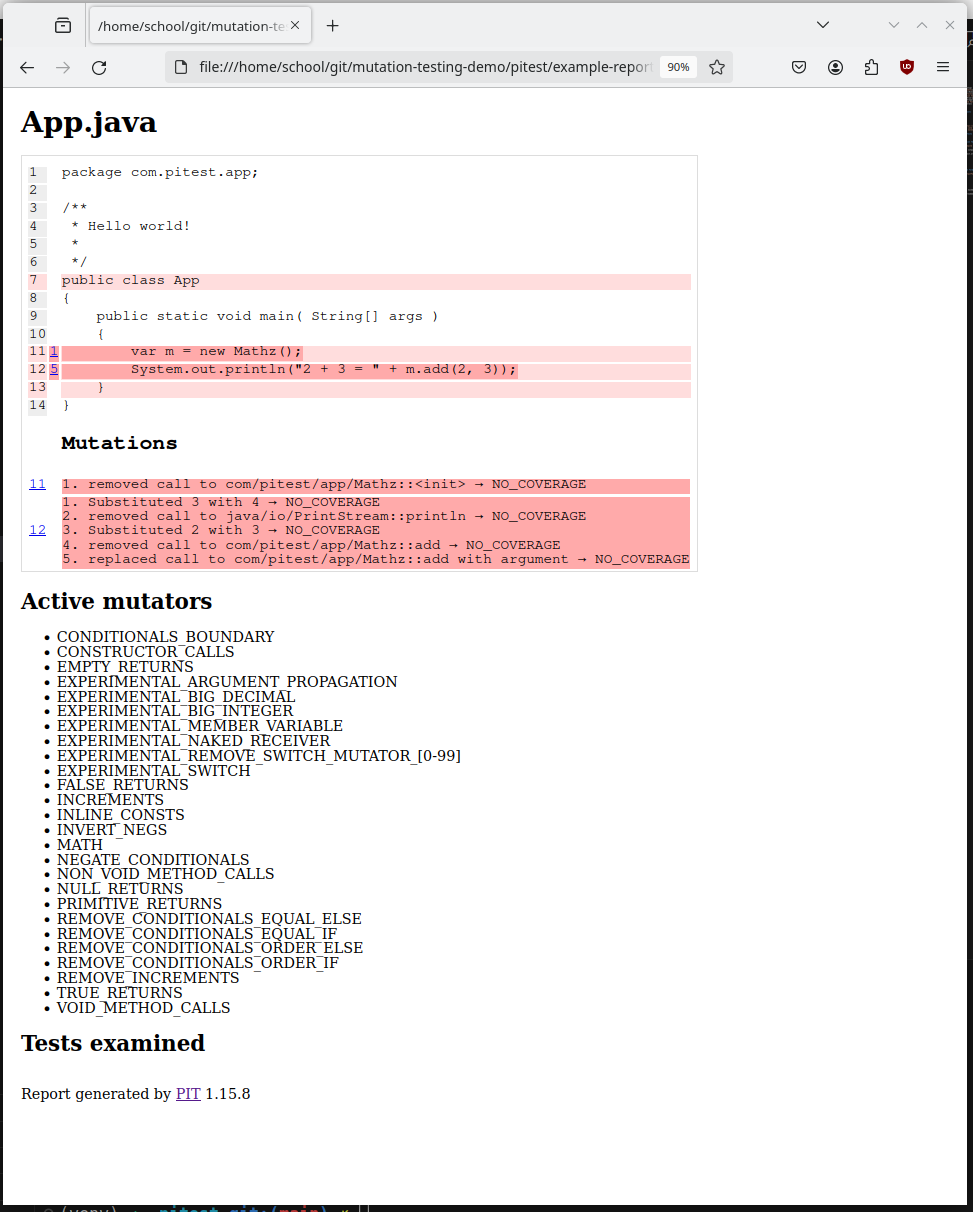 /home/school/git/mutation-te
file:///home/school/git/mutation-testing-demo/pitest/example-repor
90%
App.java
1 package com.pitest.app;
2
3 /**
4  * Hello world!
5  *
6  */
7 public class App
8 {
9     public static void main( String[] args )
10     {
11 1         var m = new Mathz();
12 5         System.out.println("2 + 3 = " + m.add(2, 3));
13     }
14 }
Mutations
11 1. removed call to com/pitest/app/Mathz::<init> → NO_COVERAGE
1. Substituted 3 with 4 → NO_COVERAGE
2. removed call to java/io/PrintStream::println → NO_COVERAGE
12 3. Substituted 2 with 3 → NO_COVERAGE
4. removed call to com/pitest/app/Mathz::add → NO_COVERAGE
5. replaced call to com/pitest/app/Mathz::add with argument → NO_COVERAGE
Active mutators
• CONDITIONALS_BOUNDARY
• CONSTRUCTOR_CALLS
• EMPTY_RETURNS
• EXPERIMENTAL_ARGUMENT_PROPAGATION
• EXPERIMENTAL_BIG_DECIMAL
• EXPERIMENTAL_BIG_INTEGER
• EXPERIMENTAL_MEMBER_VARIABLE
• EXPERIMENTAL_NAKED_RECEIVER
• EXPERIMENTAL_REMOVE_SWITCH_MUTATOR_[0-99]
• EXPERIMENTAL_SWITCH
• FALSE_RETURNS
• INCREMENTS
• INLINE_CONSTS
• INVERT_NEGS
• MATH
• NEGATE_CONDITIONALS
• NON_VOID_METHOD_CALLS
• NULL_RETURNS
• PRIMITIVE_RETURNS
• REMOVE_CONDITIONALS_EQUAL_ELSE
• REMOVE_CONDITIONALS_EQUAL_IF
• REMOVE_CONDITIONALS_ORDER_ELSE
• REMOVE_CONDITIONALS_ORDER_IF
• REMOVE_INCREMENTS
• TRUE_RETURNS
• VOID_METHOD_CALLS
Tests examined
Report generated by PIT 1.15.8